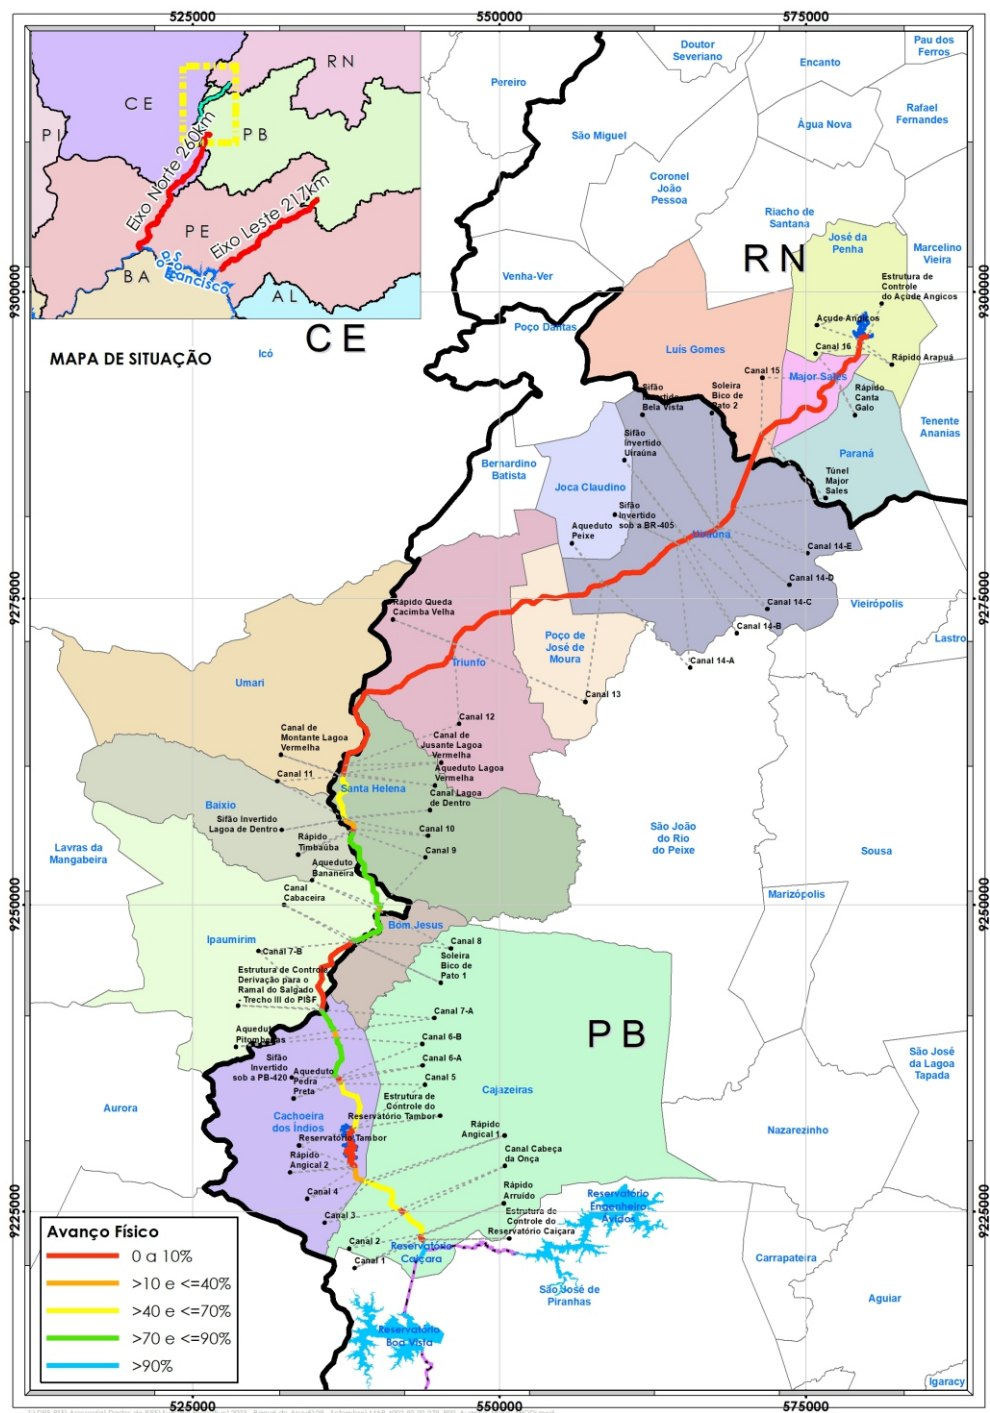 525000
550000
575000
9300000
9275000
9250000
9225000
CE
RN
PI
PB
PE
BA
AL
Eixo Norte 260km
Eixo Leste 217km
Rio São
Francisco
MAPA DE SITUAÇÃO
CE
RN
PB
Pereiro
Doutor
Severiano
Encanto
Pau dos
Ferros
São Miguel
Água Nova
Rafael
Fernandes
Coronel
João
Pessoa
Riacho de
Santana
José da
Penha
Marcelino
Vieira
Venha-Ver
Estrutura de
Controle
do Açude Angicos
Icó
Poço Dantas
Luís Gomes
Açude Angicos
Canal 16
Rápido Arapuá
Canal 15
Major Sales
Rápido
Canta
Galo
Sifão
Invertido
Bela Vista
Soleira
Bico de
Pato 2
Tenente
Ananias
Sifão
Invertido
Uiraúna
Bernardino
Batista
Paraná
Túnel
Major
Sales
Joca Claudino
Sifão
Invertido
sob a BR-405
Aqueduto
Peixe
Uiraúna
Canal 14-E
Canal 14-D
Canal 14-C
Canal 14-B
Canal 14-A
Vieirópolis
Lastro
Rápido Queda
Cacimba Velha
Poço de
José de
Moura
Triunfo
Canal 13
Umari
Canal 12
Canal de
Montante Lagoa
Vermelha
Canal de
Jusante Lagoa
Vermelha
Aqueduto Lagoa
Vermelha
Canal 11
Santa Helena
Canal Lagoa
de Dentro
Baixio
Sifão Invertido
Lagoa de Dentro
Canal 10
Rápido
Timbaúba
Canal 9
Lavras da
Mangabeira
São João
do Rio
do Peixe
Sousa
Aqueduto
Bananeira
Canal
Cabaceira
Marizópolis
Bom Jesus
Ipaumirim
Canal 7-B
Canal 8
Soleira
Bico de
Pato 1
Estrutura de Controle
Derivação para o
Ramal do Salgado
- Trecho III do PISF
Canal 7-A
Aqueduto
Pitombeiras
Canal 6-B
Sifão
Invertido
sob a PB-420
Canal 6-A
Aqueduto
Pedra
Preta
Canal 5
São José
da Lagoa
Tapada
Cajazeiras
Aurora
Estrutura de
Controle do
Reservatório Tambor
Cachoeira
dos Índios
Nazarezinho
Reservatório Tambor
Rápido
Angical 1
Rápido
Angical 2
Canal Cabeça
da Onça
Canal 4
Rápido
Arruído
Reservatório
Engenheiro
Avidos
Canal 3
Estrutura de
Controle do
Reservatório Caiçara
Canal 2
Reservatório
Caiçara
Canal 1
Carrapateira
São José de
Piranhas
Aguiar
Reservatório
Boa Vista
Igaracy
Avanço Físico
0 a 10%
>10 e <=40%
>40 e <=70%
>70 e <=90%
>90%
525000
550000
575000